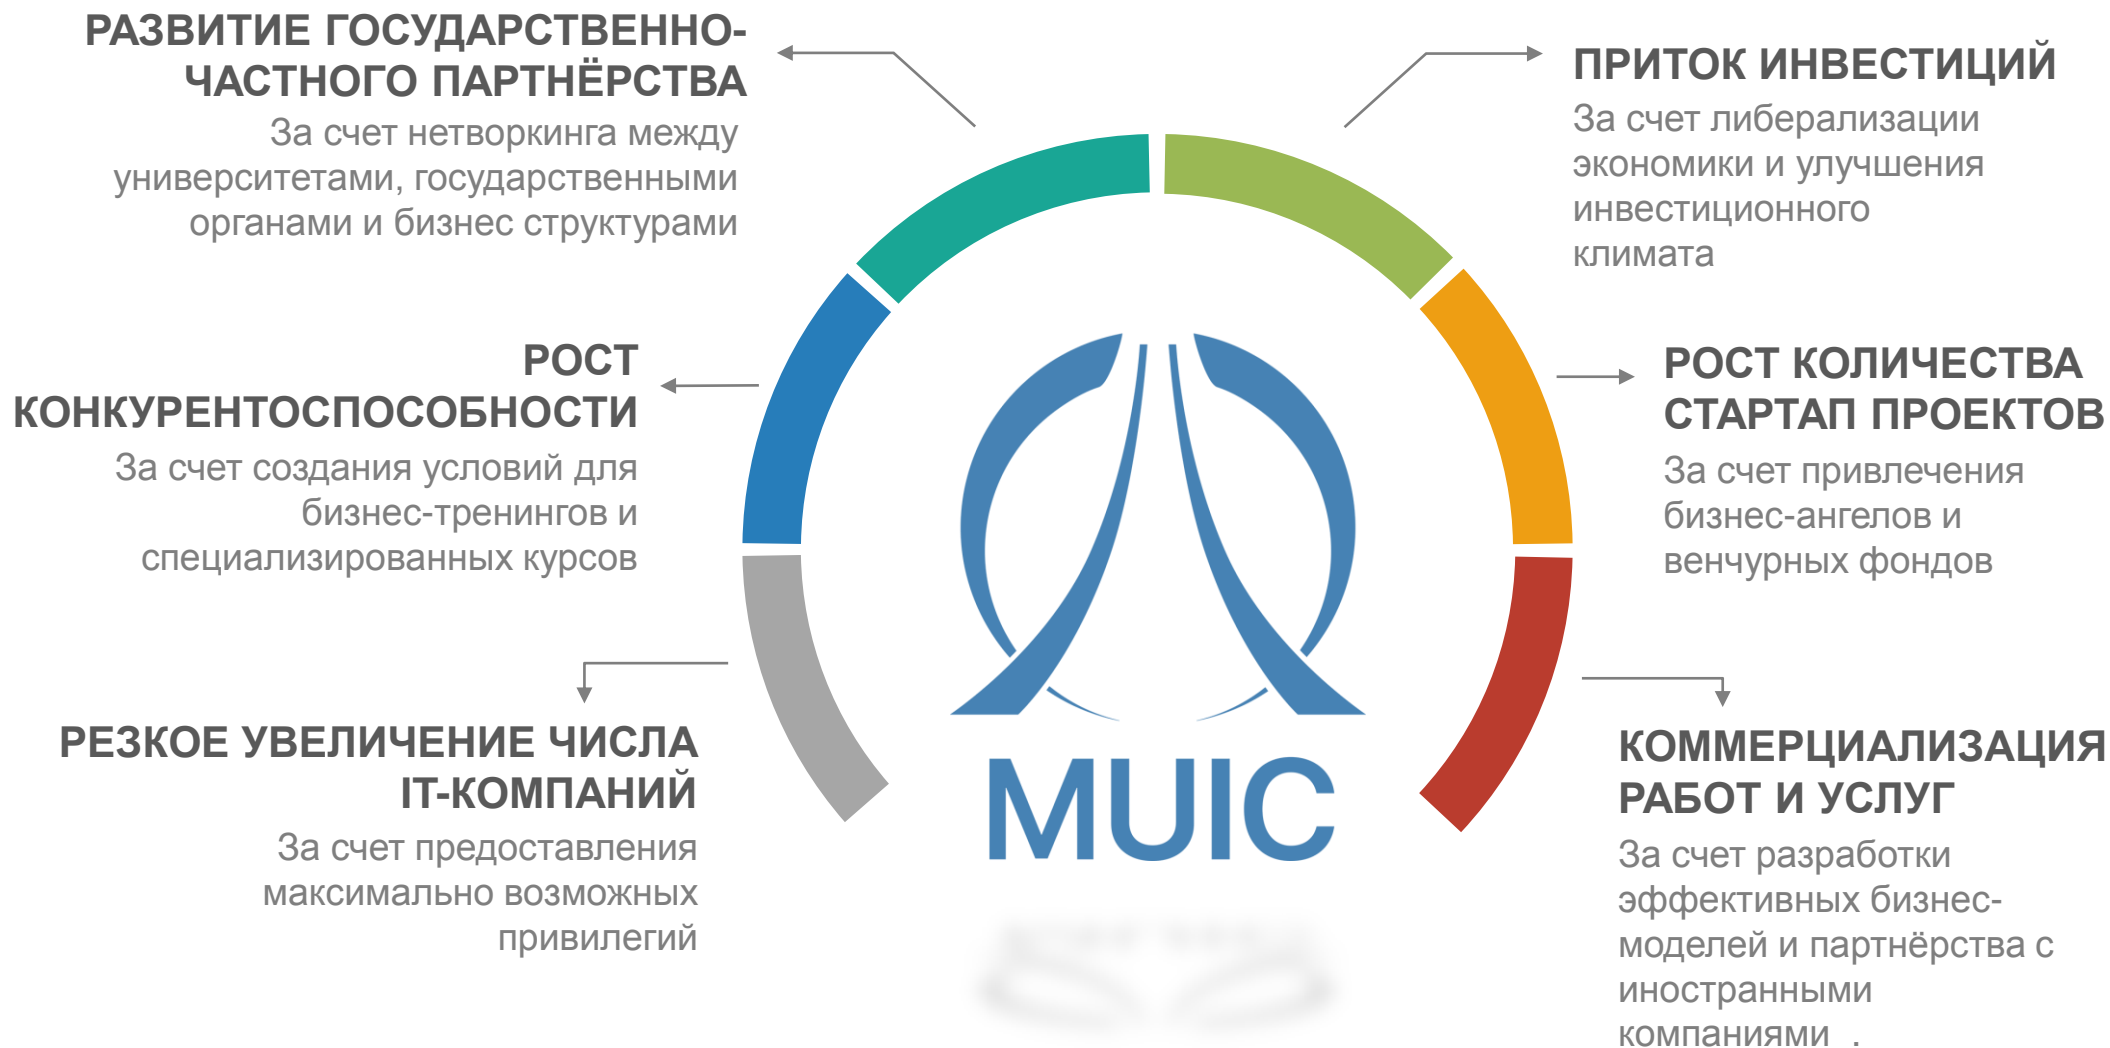 РАЗВИТИЕ ГОСУДАРСТВЕННО-
ЧАСТНОГО ПАРТНЁРСТВА
За счет нетворкинга между
университетами, государственными
органами и бизнес структурами
РОСТ
КОНКУРЕНТОСПОСОБНОСТИ
За счет создания условий для
бизнес-тренингов и
специализированных курсов
РЕЗКОЕ УВЕЛИЧЕНИЕ ЧИСЛА
IT-КОМПАНИЙ
За счет предоставления
максимально возможных
привилегий
MUIC
ПРИТОК ИНВЕСТИЦИЙ
За счет либерализации
экономики и улучшения
инвестиционного
климата
РОСТ КОЛИЧЕСТВА
СТАРТАП ПРОЕКТОВ
За счет привлечения
бизнес-ангелов и
венчурных фондов
КОММЕРЦИАЛИЗАЦИЯ
РАБОТ И УСЛУГ
За счет разработки
эффективных бизнес-
моделей и партнёрства с
иностранными
компаниями .